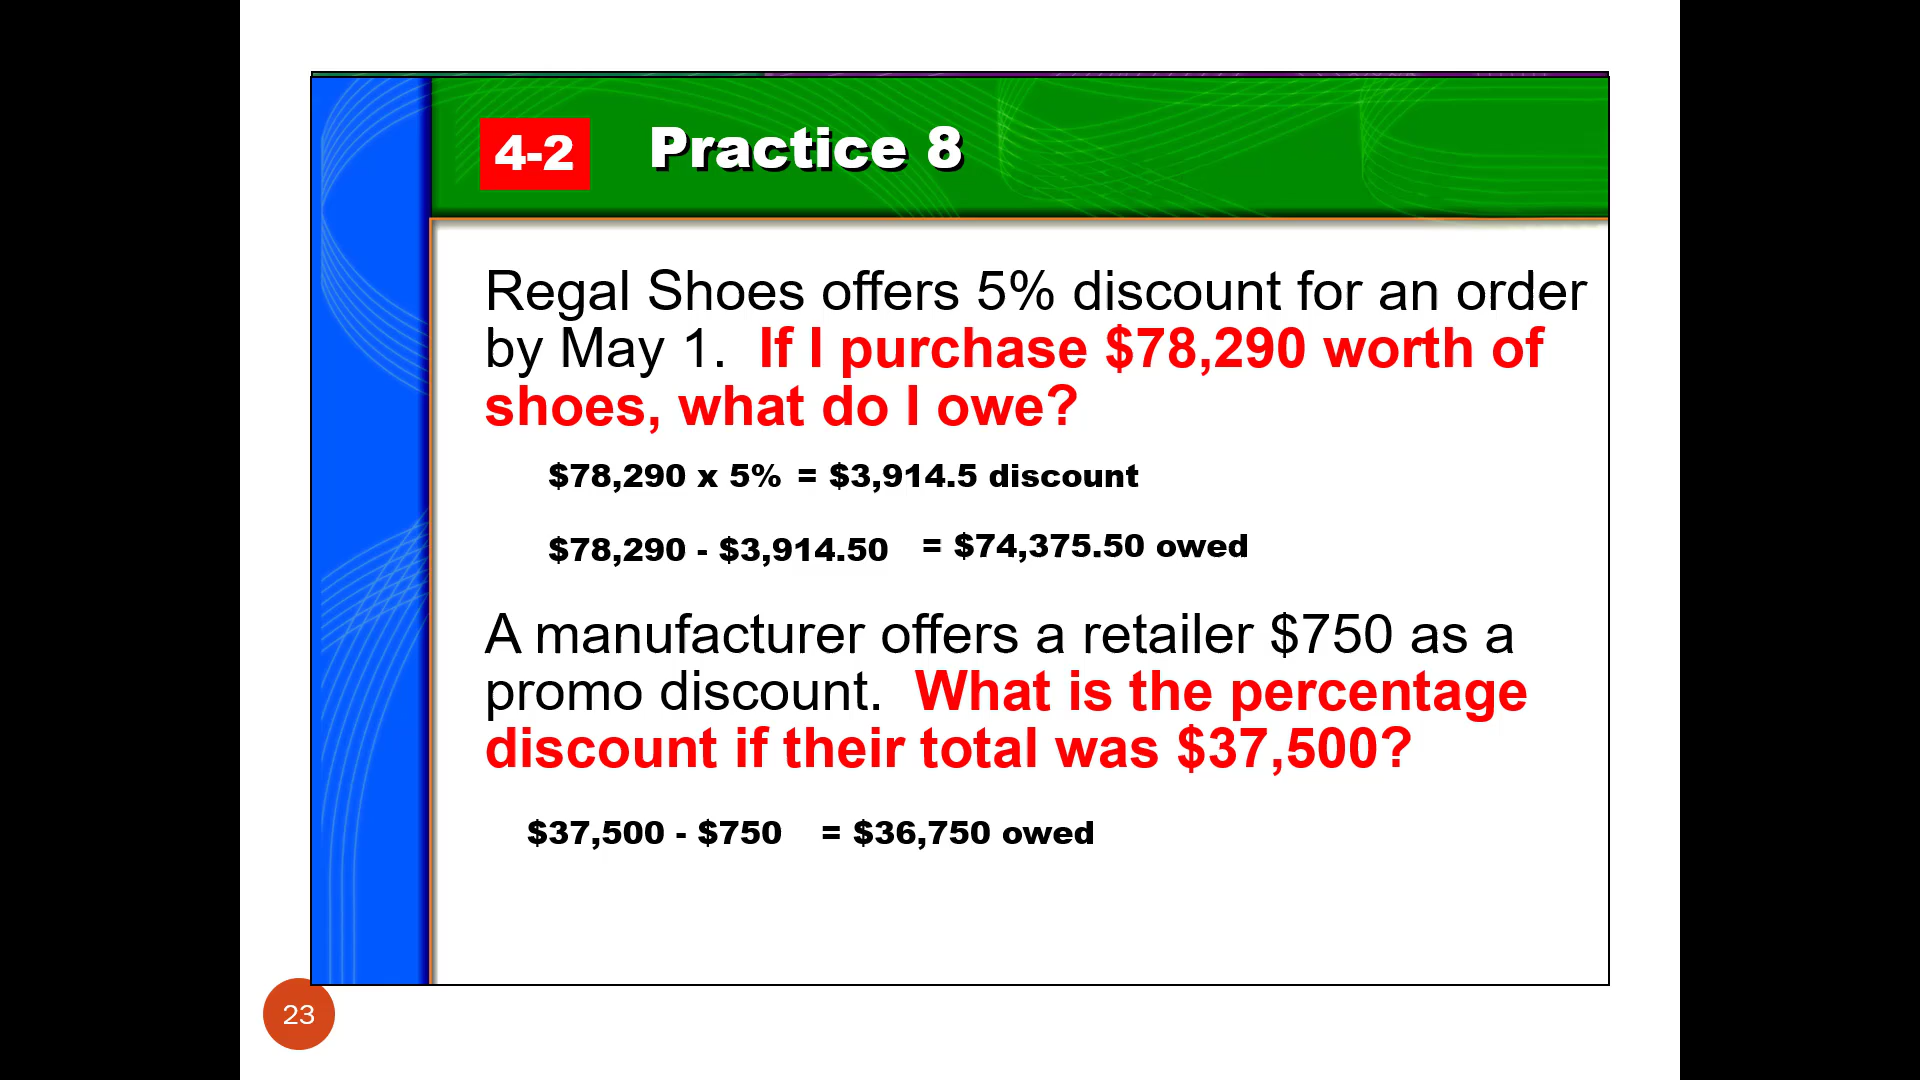 4-2 Practice 8
Regal Shoes offers 5% discount for an order
by May 1. If I purchase $78,290 worth of
shoes, what do I owe?
$78,290 x 5% = $3,914.5 discount
$78,290 - $3,914.50 = $74,375.50 owed
A manufacturer offers a retailer $750 as a
promo discount. What is the percentage
discount if their total was $37,500?
$37,500 - $750 = $36,750 owed
23